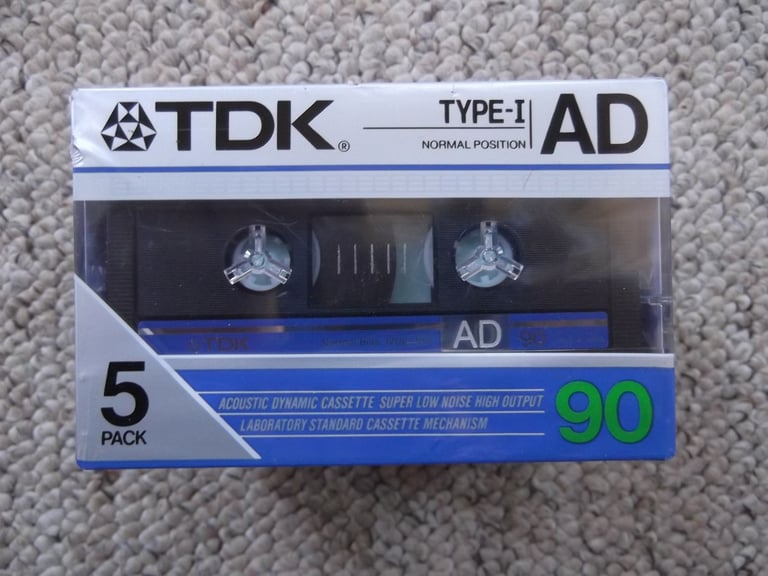 TDK®
TYPE-I
NORMAL POSITION
AD
TDK
AD
90
5
PACK
ACOUSTIC DYNAMIC CASSETTE SUPER LOW NOISE HIGH OUTPUT
LABORATORY STANDARD CASSETTE MECHANISM
90